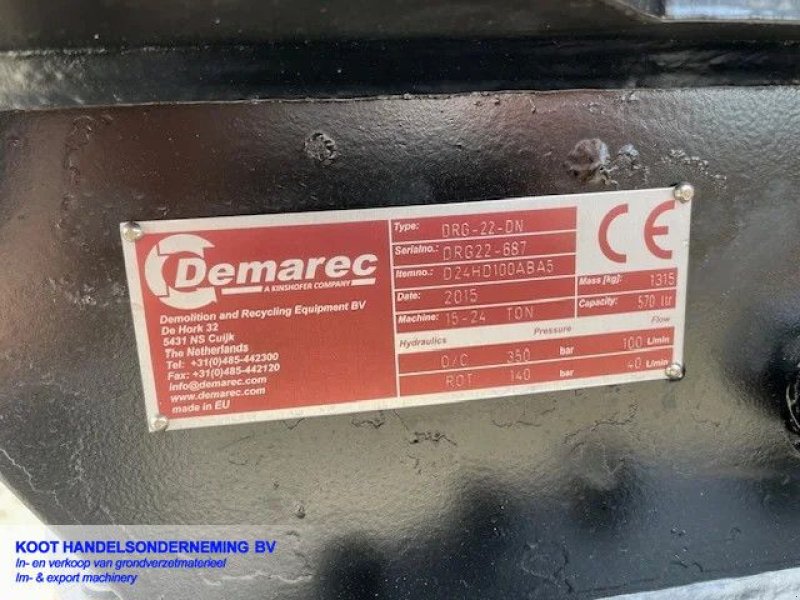 Demarec
A KINSHOFER COMPANY
Demolition and Recycling Equipment BV
De Hork 32
5431 NS Cuijk
The Netherlands
Tel: +31(0)485-442300
Fax: +31(0)485-442120
Info@demarec.com
www.demarec.com
made in EU
Type: DRG-22-DN
Serialno.: DRG22-687
Itemno.: D24HD100ABA5
Date: 2015
Machine: 15-24 TON
CE
Mass [kg]: 1315
Capacity: 570 ltr
Hydraulics Pressure Flow
O/C 350 bar 100 L/min
ROT 140 bar 40 L/min
KOOT HANDELSONDERNEMING BV
In- en verkoop van grondverzetmaterieel
Im- & export machinery